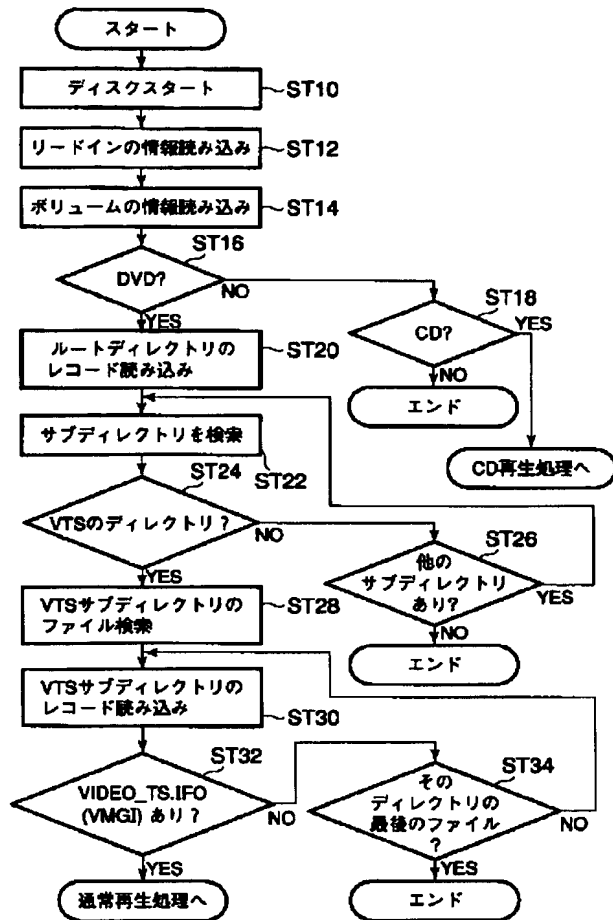 スタート
ディスクスタート
ST10
リードインの情報読み込み
ST12
ボリュームの情報読み込み
ST14
ST16
DVD?
NO
YES
ST18
CD?
YES
NO
エンド
CD再生処理へ
ルートディレクトリの
レコード読み込み
ST20
サブディレクトリを検索
ST22
ST24
VTSのディレクトリ?
NO
YES
ST26
他の
サブディレクトリ
あり?
YES
NO
エンド
VTSサブディレクトリの
ファイル検索
ST28
VTSサブディレクトリの
レコード読み込み
ST30
ST32
VIDEO_TS.IFO
(VMGI) あり?
NO
YES
通常再生処理へ
ST34
その
ディレクトリの
最後のファイル
?
NO
YES
エンド